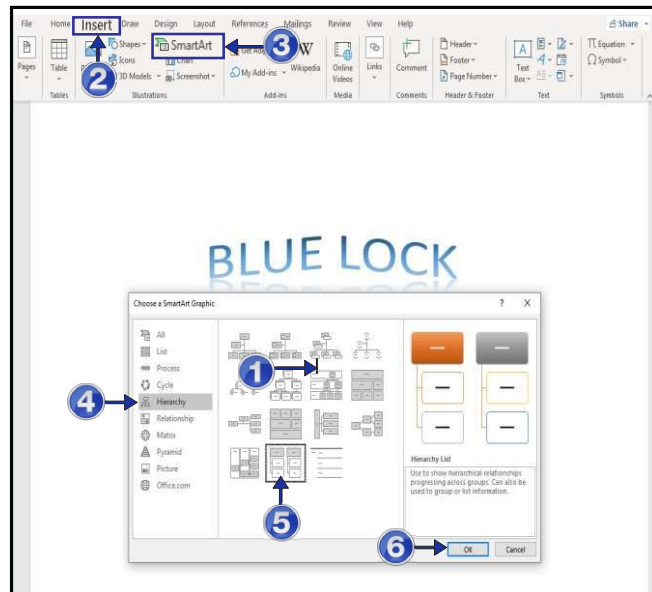 File Home Insert Draw Design Layout References Mailings Review View Help Share
Shapes SmartArt 3 Header Equation
Icons Chart Footer Symbol
Pages Table 2 3D Models Screenshot My Add-ins Wikipedia Online Videos Links Comment Page Number Text Box
Tables Illustrations Add-ins Media Comments Header & Footer Text Symbols
BLUE LOCK
Choose a SmartArt Graphic ? X
All
List
Process
1
Cycle
4 Hierarchy
Relationship
Matrix
Pyramid
Picture
Office.com
Hierarchy List
Use to show hierarchical relationships
progressing across groups. Can also be
used to group or list information.
5
6 OK Cancel